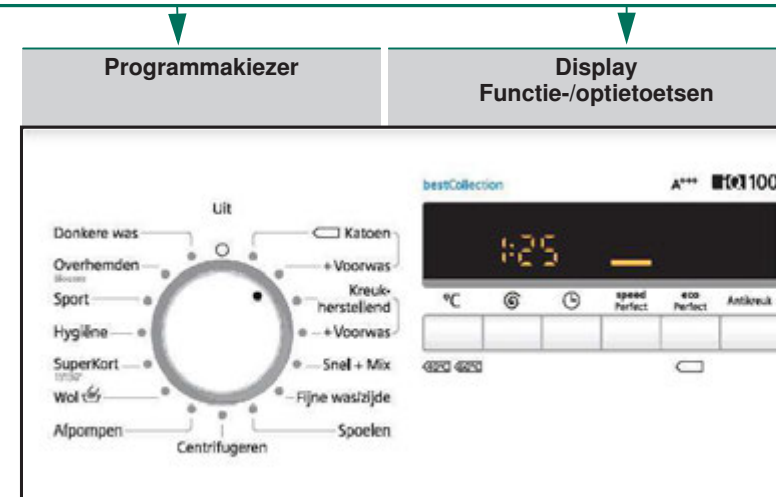 Programmakiezer
Display
Functie-/optietoetsen
bestCollection
A+++
100
Uit
Donkere was
Overhemden
Sport
Hygiëne
SuperKort
Wol
Afpompen
Centrifugeren
Katoen
+Voorwas
Kreuk-
herstellend
+Voorwas
Snel + Mix
Fijne was/zijde
Spoelen
1:25
°C
speed
Perfect
eco
Perfect
Antikreuk